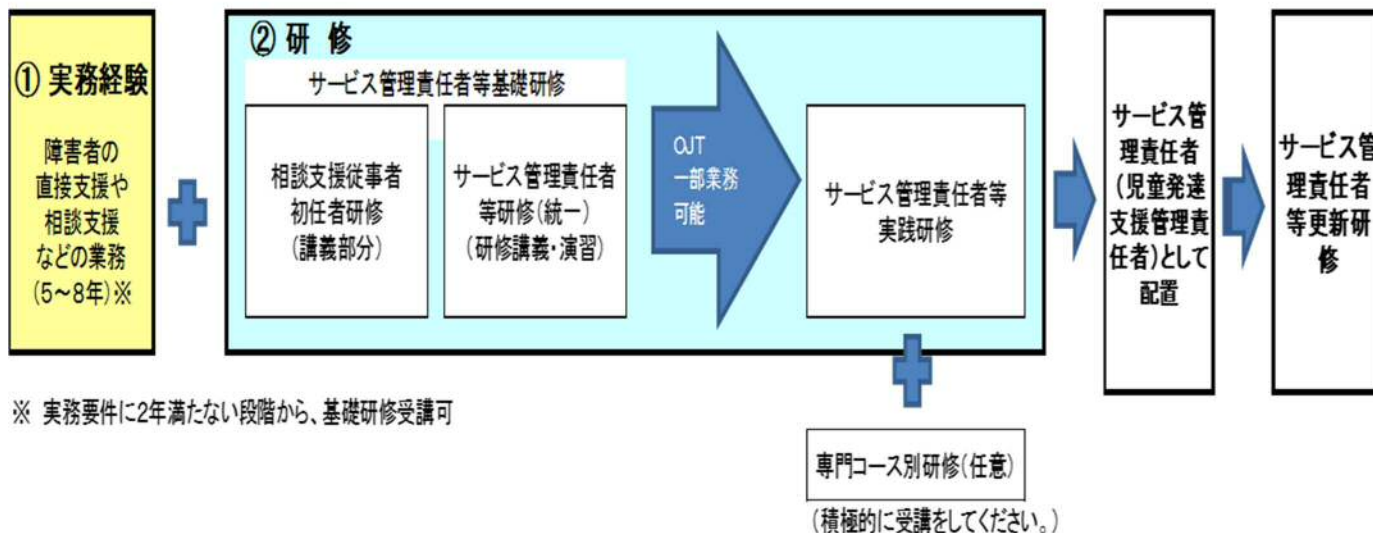 ① 実務経験
障害者の
直接支援や
相談支援
などの業務
(5～8年)※
② 研 修
サービス管理責任者等基礎研修
相談支援従事者
初任者研修
(講義部分)
サービス管理責任者
等研修(統一)
(研修講義・演習)
OJT
一部業務
可能
サービス管理責任者等
実践研修
サービス管
理責任者
(児童発達
支援管理責
任者)として
配置
サービス管
理責任者
等更新研
修
※ 実務要件に2年満たない段階から、基礎研修受講可
専門コース別研修(任意)
(積極的に受講をしてください。)